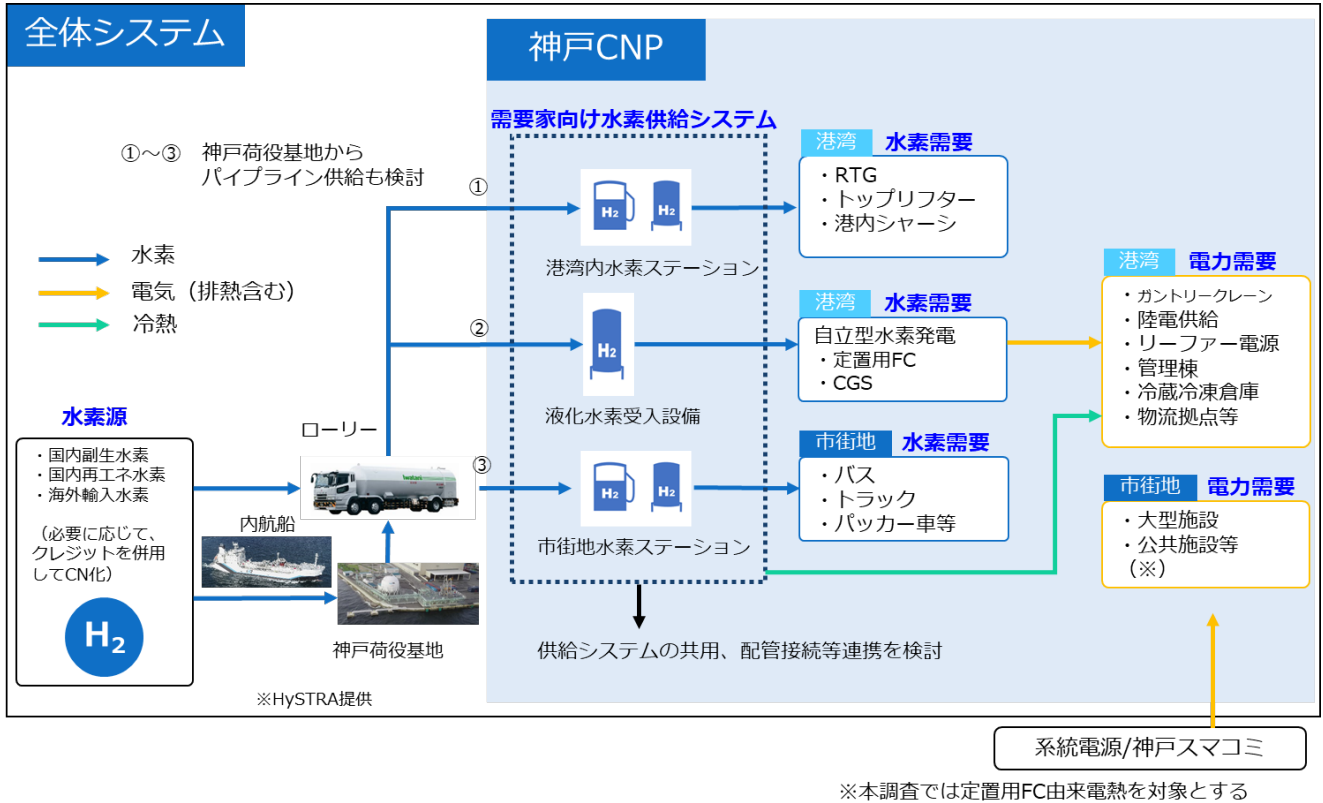 全体システム
神戸CNP
①～③ 神戸荷役基地から
パイプライン供給も検討
水素
電気（排熱含む）
冷熱
水素源
・国内副生水素
・国内再エネ水素
・海外輸入水素
（必要に応じて、
クレジットを併用
してCN化）
H₂
ローリー
Iwatani
内航船
神戸荷役基地
※HySTRA提供
①
②
③
需要家向け水素供給システム
H₂
H₂
港湾内水素ステーション
H₂
液化水素受入設備
H₂
H₂
市街地水素ステーション
供給システムの共用、配管接続等連携を検討
港湾 水素需要
・RTG
・トップリフター
・港内シャーシ
港湾 水素需要
自立型水素発電
・定置用FC
・CGS
市街地 水素需要
・バス
・トラック
・パッカー車等
港湾 電力需要
・ガントリークレーン
・陸電供給
・リーファー電源
・管理棟
・冷蔵冷凍倉庫
・物流拠点等
市街地 電力需要
・大型施設
・公共施設等
（※）
系統電源/神戸スマコミ
※本調査では定置用FC由来電熱を対象とする